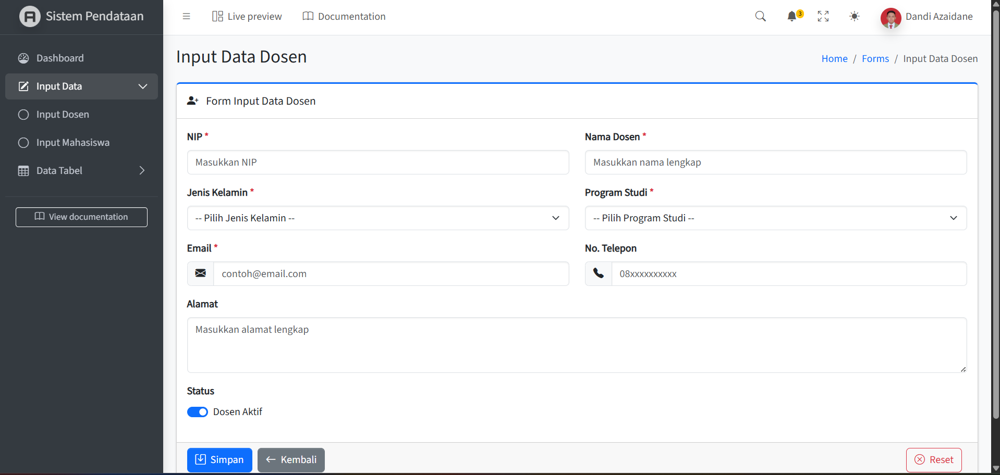 Sistem Pendataan
Live preview
Documentation
3
Dandi Azaidane
Dashboard
Input Data
Input Dosen
Input Mahasiswa
Data Tabel
View documentation
Input Data Dosen
Home / Forms / Input Data Dosen
Form Input Data Dosen
NIP *
Masukkan NIP
Nama Dosen *
Masukkan nama lengkap
Jenis Kelamin *
-- Pilih Jenis Kelamin --
Program Studi *
-- Pilih Program Studi --
Email *
contoh@email.com
No. Telepon
08xxxxxxxxxx
Alamat
Masukkan alamat lengkap
Status
Dosen Aktif
Simpan
Kembali
Reset